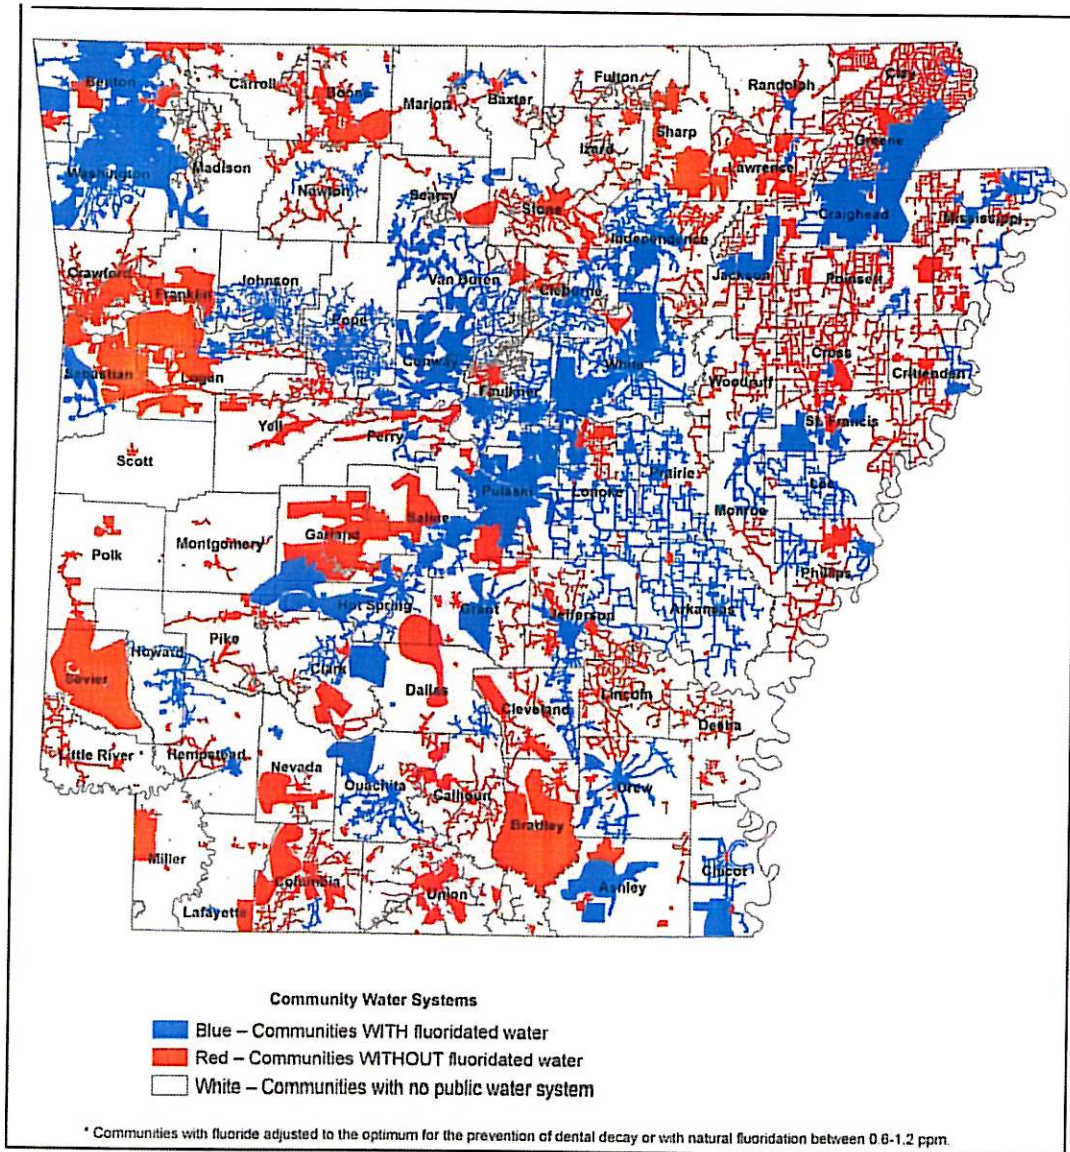 Benton
Carroll
Boone
Marion
Baxter
Fulton
Randolph
Clay
Sharp
Izard
Greene
Washington
Madison
Newton
Searcy
Stone
Lawrence
Independence
Craighead
Mississippi
Crawford
Franklin
Johnson
Van Buren
Cleborne
Jackson
Poinsett
Pope
Sebastian
Logan
Conway
Faulkner
White
Woodruff
Cross
Crittenden
Yell
Perry
St. Francis
Scott
Pulaski
Lonoke
Prairie
Lee
Monroe
Polk
Montgomery
Garland
Saline
Phillips
Hot Spring
Grant
Jefferson
Arkansas
Howard
Pike
Sevier
Clark
Dallas
Cleveland
Lincoln
Desha
Little River *
Hempstead
Nevada
Ouachita
Calhoun
Drew
Bradley
Miller
Columbia
Union
Ashley
Chicot
Lafayette
Community Water Systems
Blue – Communities WITH fluoridated water
Red – Communities WITHOUT fluoridated water
White – Communities with no public water system
* Communities with fluoride adjusted to the optimum for the prevention of dental decay or with natural fluoridation between 0.6-1.2 ppm.